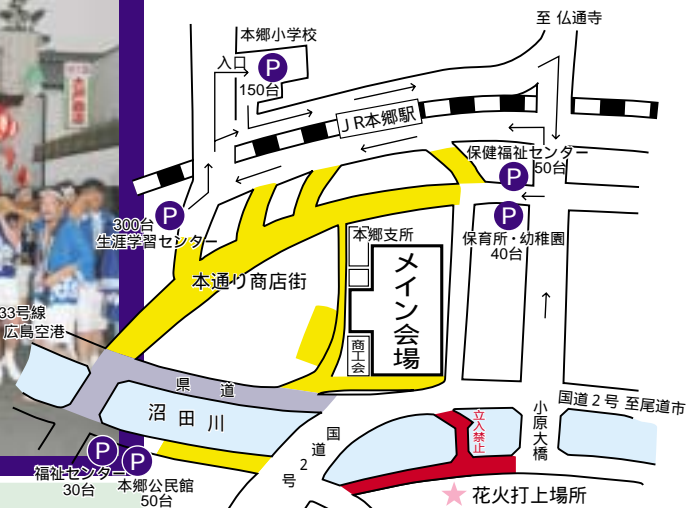 至 仏通寺
本郷小学校
入口
P
150台
JR本郷駅
保健福祉センター
P
50台
P
300台
生涯学習センター
P
保育所・幼稚園
40台
本郷支所
メイン会場
商工会
本通り商店街
33号線
広島空港
県道
沼田川
国道2号
立入禁止
小原大橋
国道2号 至尾道市
P
福祉センター
30台
P
本郷公民館
50台
花火打上場所